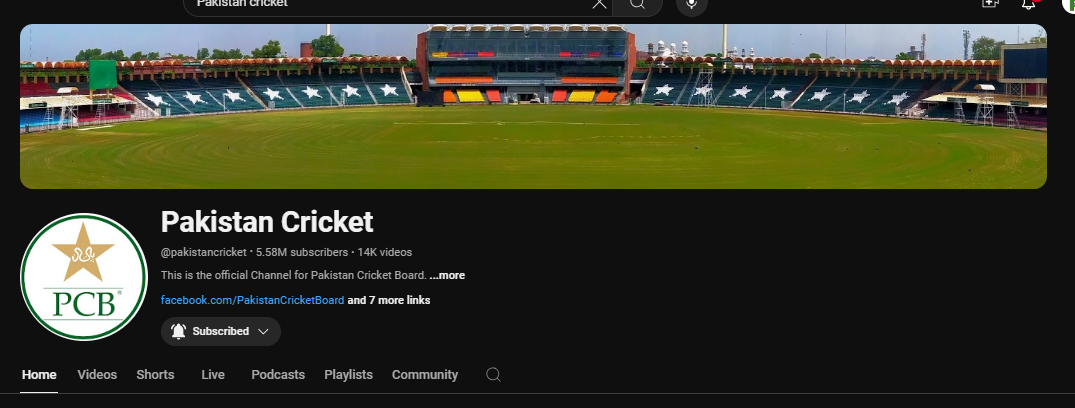 Pakistan cricket
Pakistan Cricket
@pakistancricket • 5.58M subscribers • 14K videos
This is the official Channel for Pakistan Cricket Board. ...more
facebook.com/PakistanCricketBoard and 7 more links
PCB®
Subscribed
Home Videos Shorts Live Podcasts Playlists Community